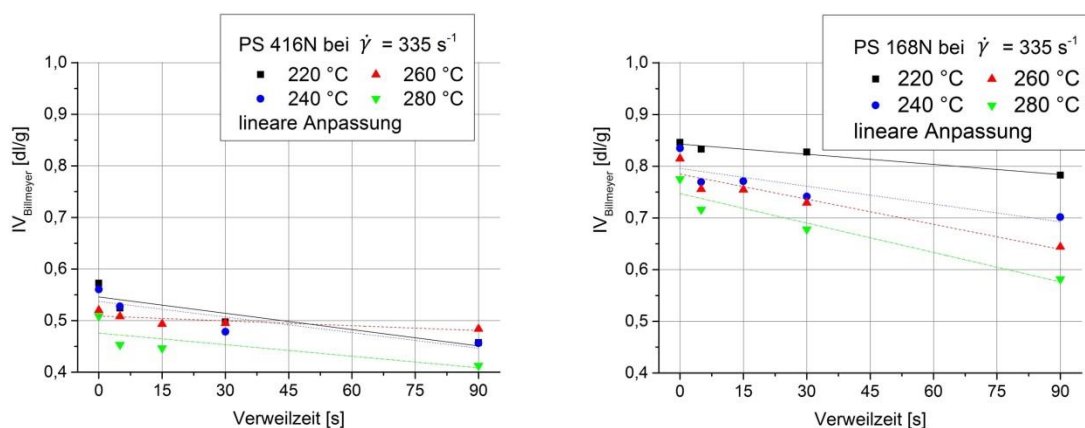 PS 416N bei γ̇ = 335 s⁻¹
220 °C 260 °C
240 °C 280 °C
lineare Anpassung
1,0
0,9
0,8
0,7
0,6
0,5
0,4
IV_Billmeyer [dl/g]
0 15 30 45 60 75 90
Verweilzeit [s]
PS 168N bei γ̇ = 335 s⁻¹
220 °C 260 °C
240 °C 280 °C
lineare Anpassung
1,0
0,9
0,8
0,7
0,6
0,5
0,4
IV_Billmeyer [dl/g]
0 15 30 45 60 75 90
Verweilzeit [s]